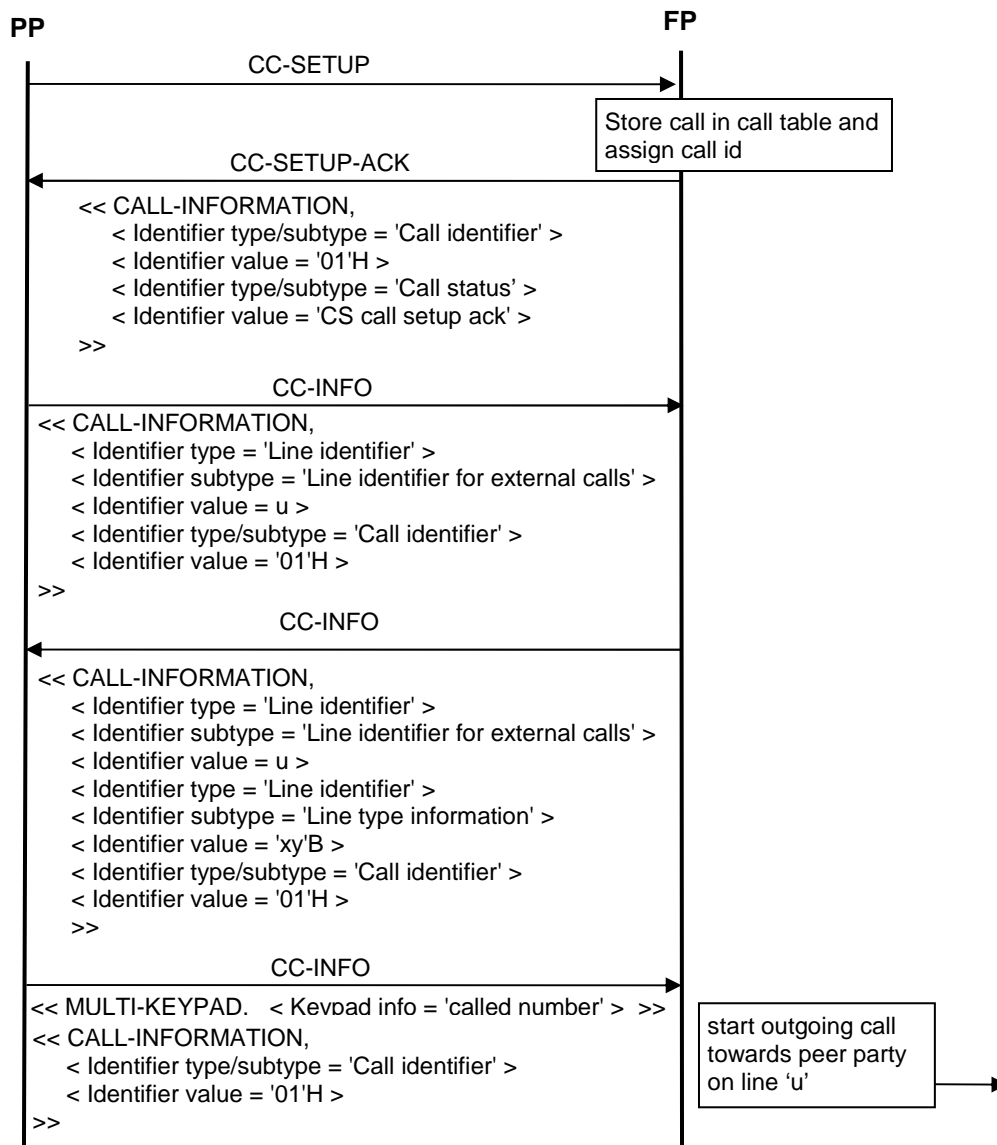 PP
FP
CC-SETUP
Store call in call table and
assign call id
CC-SETUP-ACK
<< CALL-INFORMATION,
< Identifier type/subtype = 'Call identifier' >
< Identifier value = '01'H >
< Identifier type/subtype = 'Call status’ >
< Identifier value = 'CS call setup ack' >
>>
CC-INFO
<< CALL-INFORMATION,
< Identifier type = 'Line identifier' >
< Identifier subtype = 'Line identifier for external calls' >
< Identifier value = u >
< Identifier type/subtype = 'Call identifier' >
< Identifier value = '01'H >
>>
CC-INFO
<< CALL-INFORMATION,
< Identifier type = 'Line identifier' >
< Identifier subtype = 'Line identifier for external calls' >
< Identifier value = u >
< Identifier type = 'Line identifier' >
< Identifier subtype = 'Line type information' >
< Identifier value = 'xy'B >
< Identifier type/subtype = 'Call identifier' >
< Identifier value = '01'H >
>>
CC-INFO
<< MULTI-KEYPAD, < Keypad info = 'called number' > >>
<< CALL-INFORMATION,
< Identifier type/subtype = 'Call identifier' >
< Identifier value = '01'H >
>>
start outgoing call
towards peer party
on line ‘u’